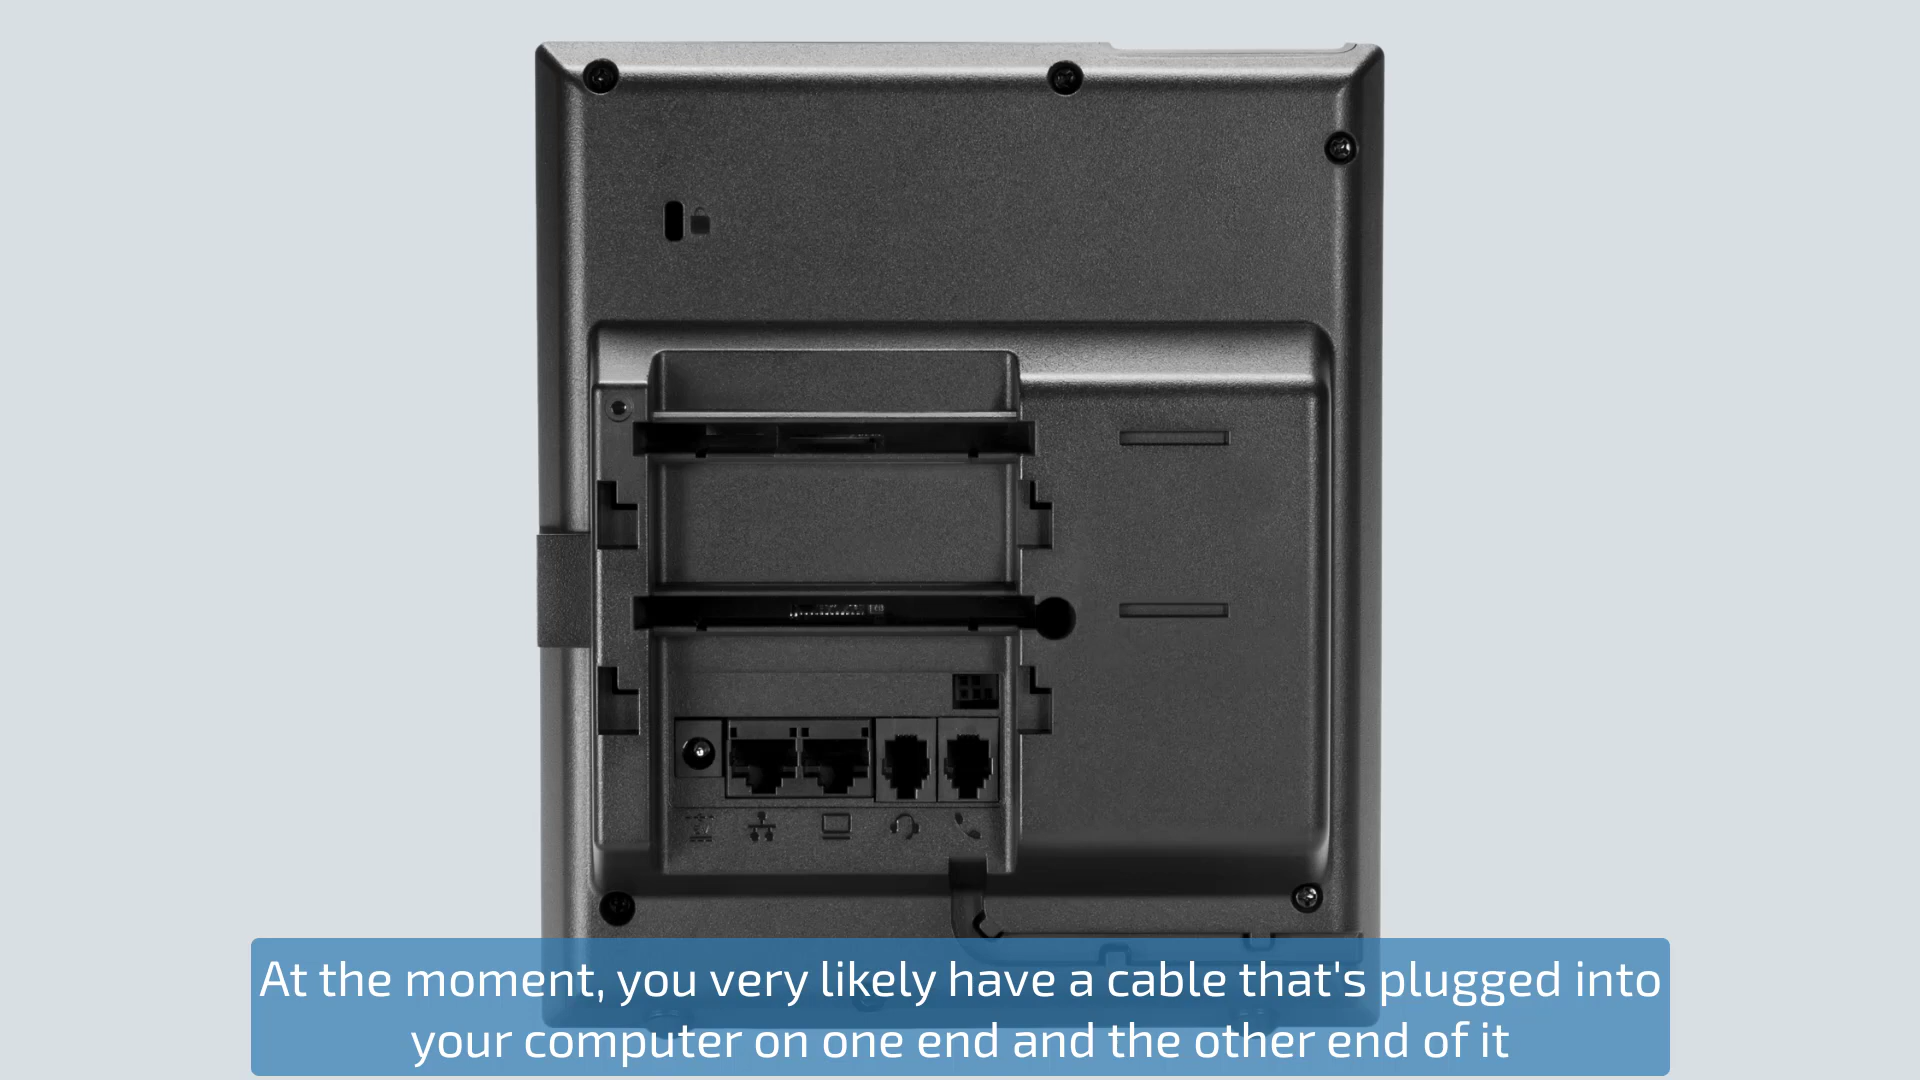 At the moment, you very likely have a cable that's plugged into
your computer on one end and the other end of it